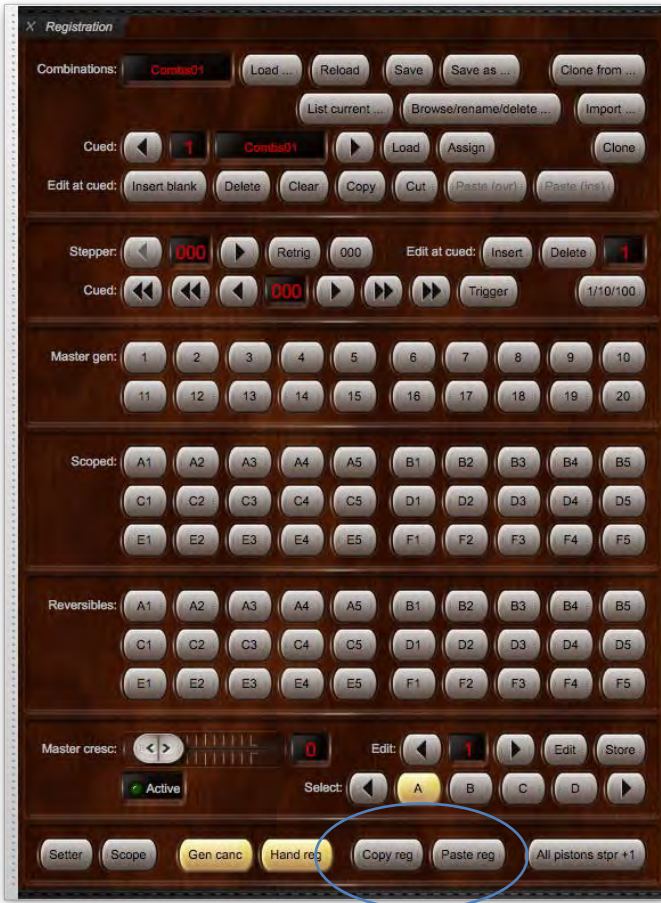 X Registration
Combinations: Combs01 Load ... Reload Save Save as ... Clone from ...
List current ... Browse/rename/delete ... Import ...
Cued: 1 Combs01 Load Assign Clone
Edit at cued: Insert blank Delete Clear Copy Cut Paste (ovr) Paste (ins)
Stepper: 000 Retrig 000 Edit at cued: Insert Delete 1
Cued: 000 Trigger 1/10/100
Master gen: 1 2 3 4 5 6 7 8 9 10
11 12 13 14 15 16 17 18 19 20
Scoped: A1 A2 A3 A4 A5 B1 B2 B3 B4 B5
C1 C2 C3 C4 C5 D1 D2 D3 D4 D5
E1 E2 E3 E4 E5 F1 F2 F3 F4 F5
Reversibles: A1 A2 A3 A4 A5 B1 B2 B3 B4 B5
C1 C2 C3 C4 C5 D1 D2 D3 D4 D5
E1 E2 E3 E4 E5 F1 F2 F3 F4 F5
Master cresc: < > 0 Edit: 1 Edit Store
Active Select: A B C D
Setter Scope Gen canc Hand reg Copy reg Paste reg All pistons stpr +1